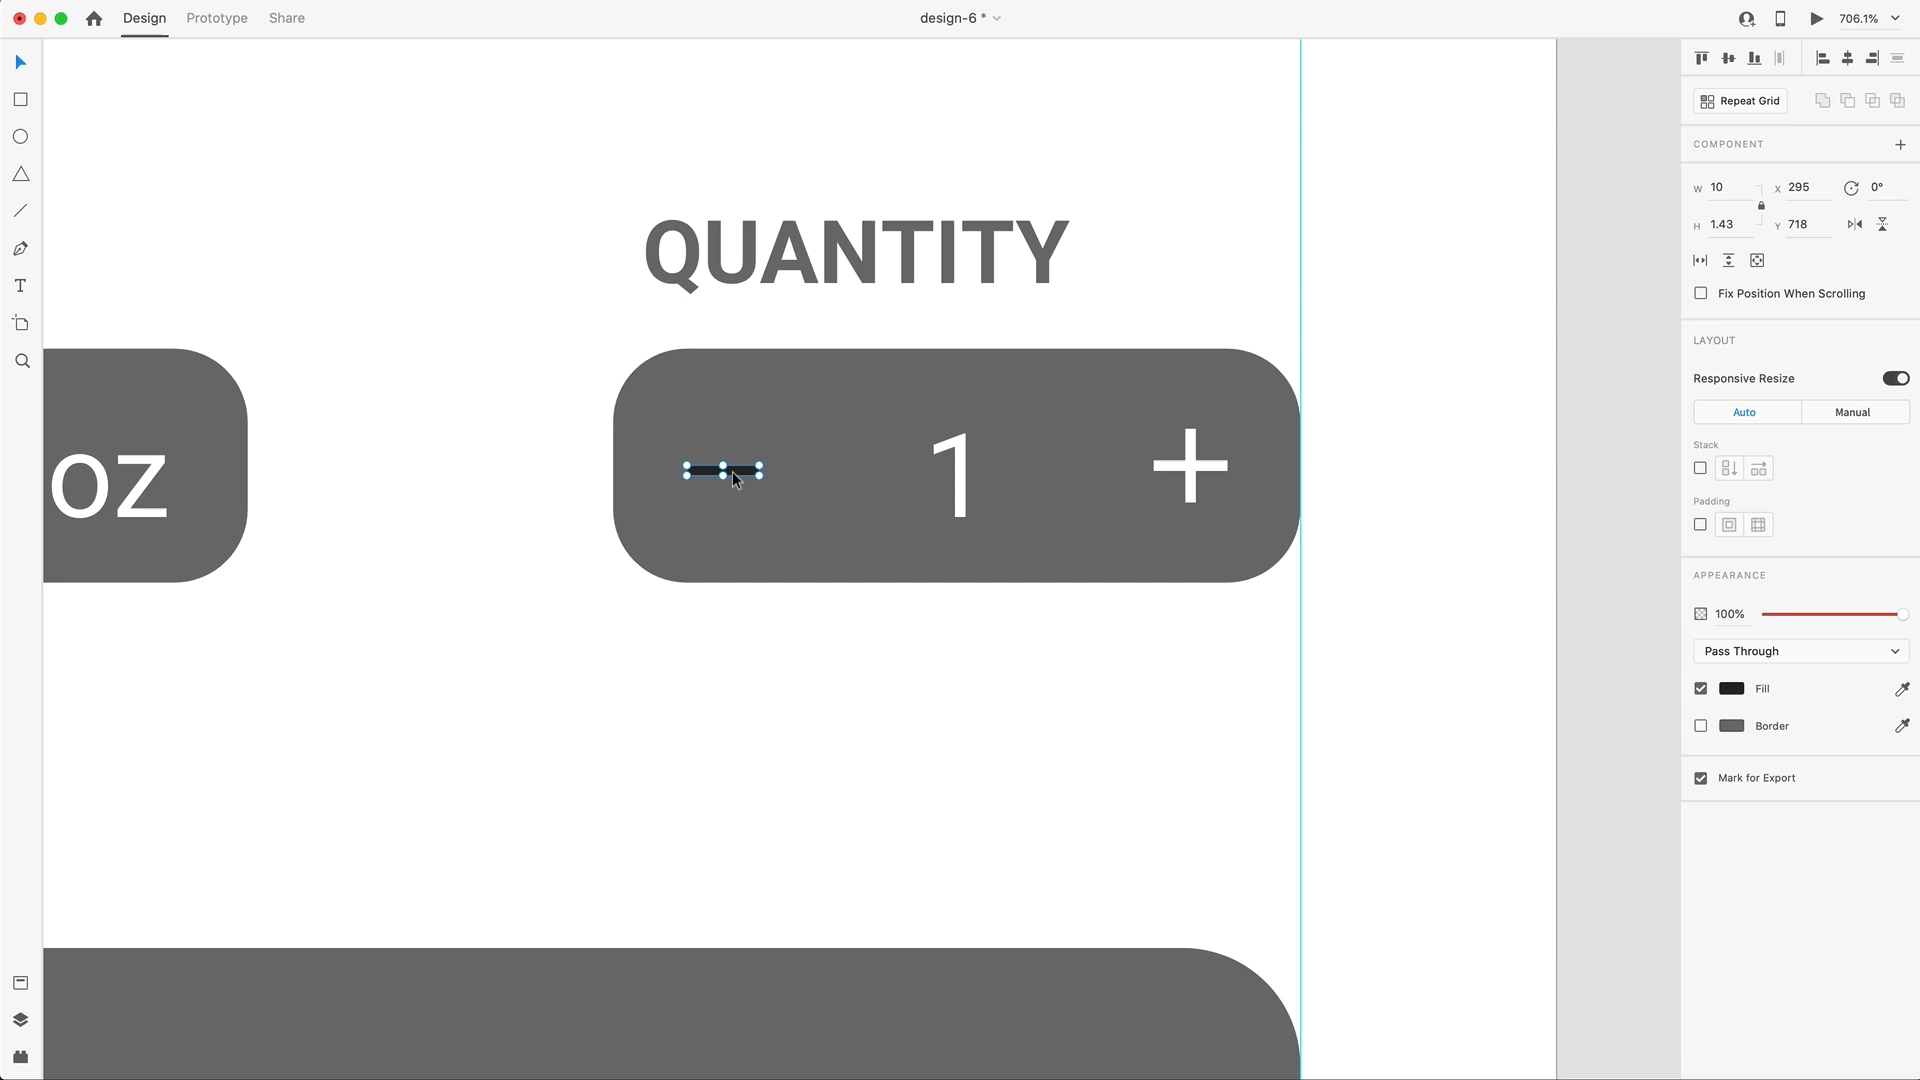 Design Prototype Share design-6 * 706.1%
Repeat Grid
COMPONENT
W 10 X 295 0°
H 1.43 Y 718
Fix Position When Scrolling
LAYOUT
Responsive Resize
Auto Manual
Stack
Padding
APPEARANCE
100%
Pass Through
Fill
Border
Mark for Export
QUANTITY
oz
1 +
T